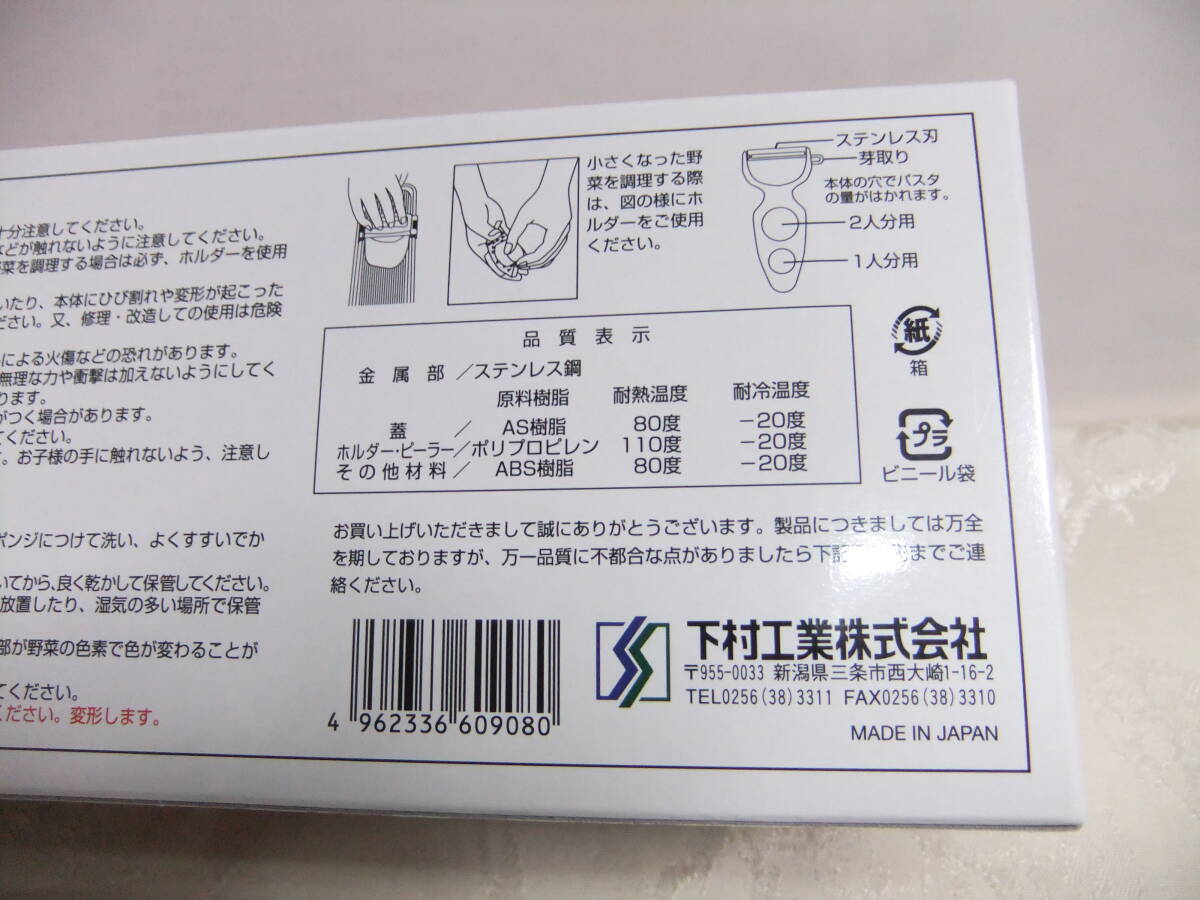 十分注意してください。
などが触れないように注意してください。
野菜を調理する場合は必ず、ホルダーを使用
いたり、本体にひび割れや変形が起こった
ださい。又、修理・改造しての使用は危険
による火傷などの恐れがあります。
無理な力や衝撃は加えないようにしてく
ります。
がつく場合があります。
てください。
す。お子様の手に触れないよう、注意し
ポンジにつけて洗い、よくすすいでか
いてから、良く乾かして保管してください。
放置したり、湿気の多い場所で保管
部が野菜の色素で色が変わることが
てください。
ください。変形します。
小さくなった野
菜を調理する際
は、図の様にホ
ルダーをご使用
ください。
ステンレス刃
芽取り
本体の穴でパスタ
の量がはかれます。
2人分用
1人分用
品質表示
金属部/ステンレス鋼
原料樹脂 耐熱温度 耐冷温度
蓋/AS樹脂 80度 −20度
ホルダー・ピーラー/ポリプロピレン 110度 −20度
その他材料/ABS樹脂 80度 −20度
紙
箱
プラ
ビニール袋
お買い上げいただきまして誠にありがとうございます。製品につきましては万全
を期しておりますが、万一品質に不都合な点がありましたら下記までご連
絡ください。
4 962336 609080
下村工業株式会社
〒955-0033 新潟県三条市西大崎1-16-2
TEL0256(38)3311 FAX0256(38)3310
MADE IN JAPAN